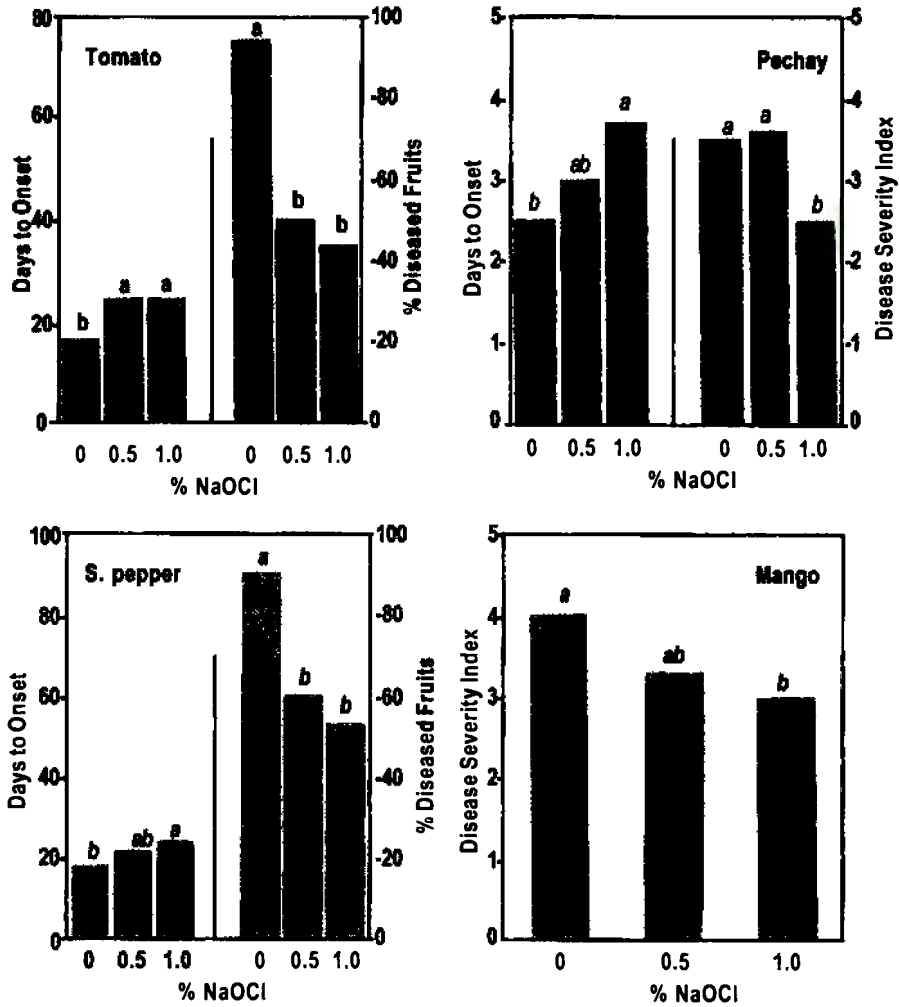 Tomato
Days to Onset
80
60
40
20
0
b
a
a
a
b
b
100
-80
-60
-40
-20
0
% Diseased Fruits
0 0.5 1.0 0 0.5 1.0
% NaOCl
Pechay
Days to Onset
5-
4-
3-
2-
1-
0-
b
ab
a
a
a
b
-5
-4
-3
-2
-1
-0
Disease Severity Index
0 0.5 1.0 0 0.5 1.0
% NaOCl
S. pepper
Days to Onset
100
80
60
40
20
0
b
ab
a
a
b
b
100
-80
-60
-40
-20
0
% Diseased Fruits
0 0.5 1.0 0 0.5 1.0
% NaOCl
Mango
Disease Severity Index
5
4
3
2
1
0
a
ab
b
0 0.5 1.0
% NaOCl